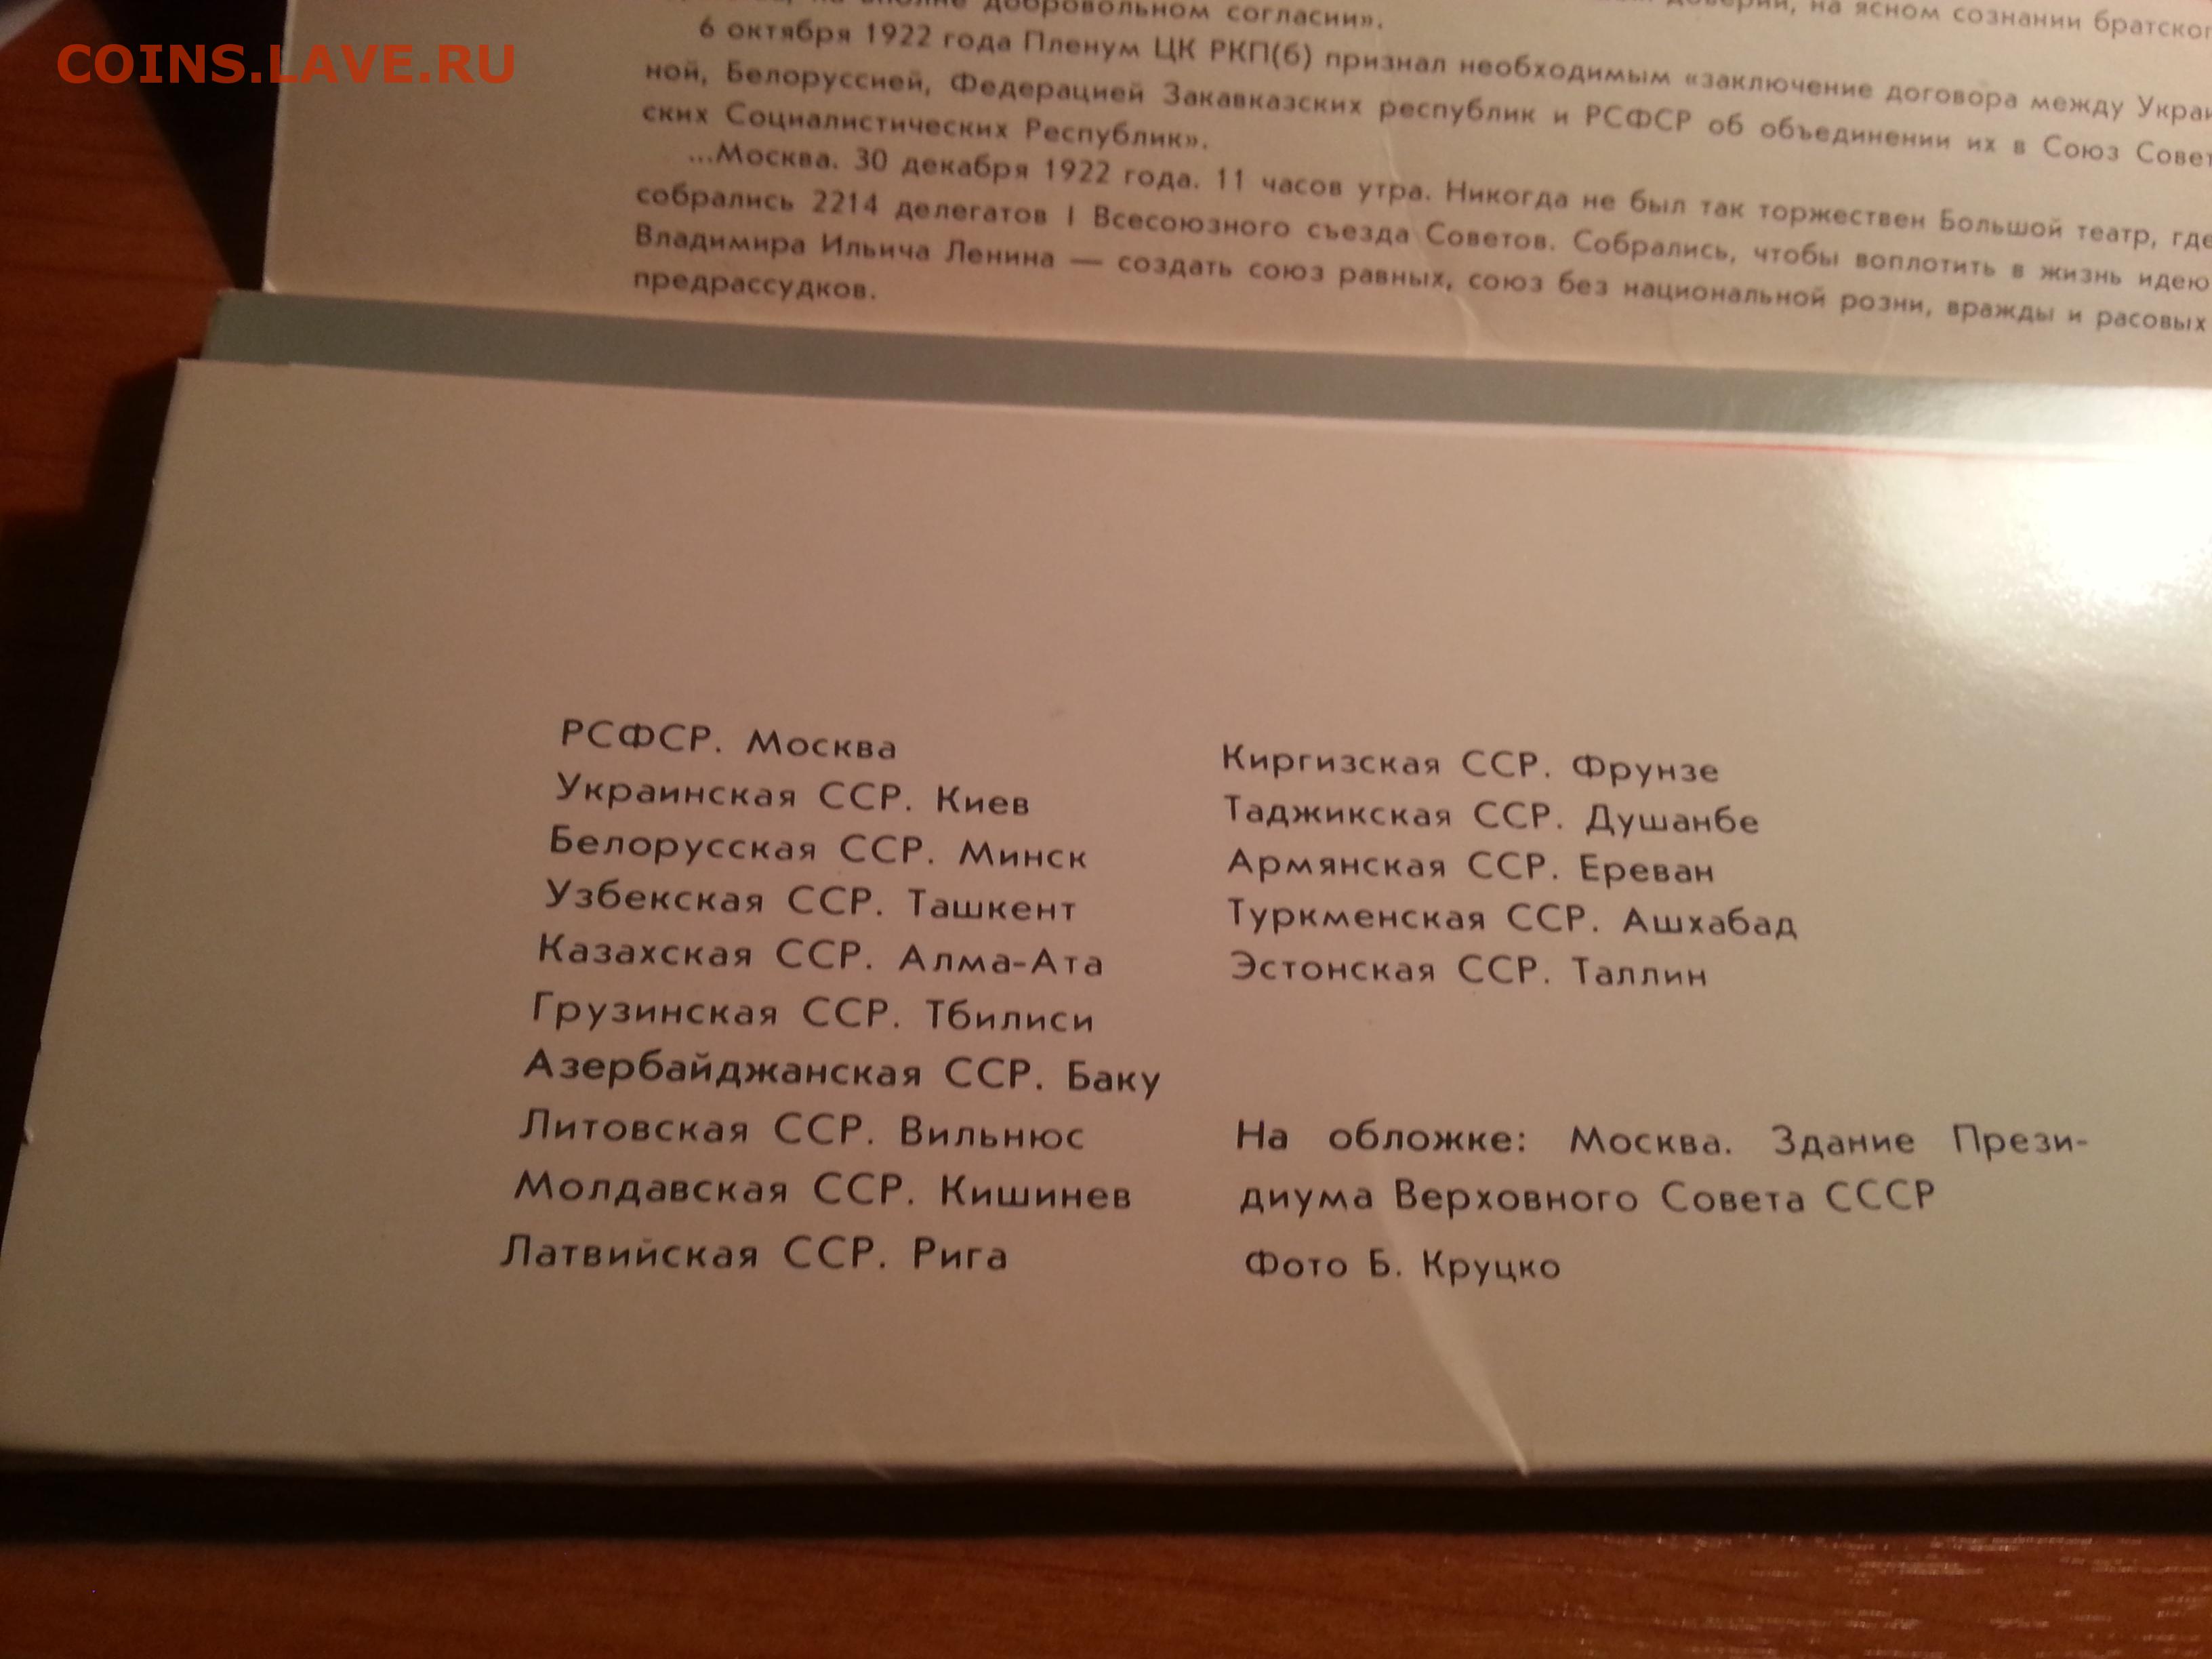 COINS.LAVE.RU
добровольном согласии».
на ясном сознании
6 октября 1922 года Пленум ЦК РКП(б) признал необходимым «заключение договора между Украи
ной, Белоруссией, Федерацией Закавказских республик и РСФСР об объединении их в Союз Совет
ских Социалистических Республик».
...Москва. 30 декабря 1922 года. 11 часов утра. Никогда не был так торжествен Большой театр, где
собрались 2214 делегатов I Всесоюзного съезда Советов. Собрались, чтобы воплотить в жизнь идею
Владимира Ильича Ленина — создать союз равных, союз без национальной розни, вражды и расовых
предрассудков.
РСФСР. Москва
Украинская ССР. Киев
Белорусская ССР. Минск
Узбекская ССР. Ташкент
Казахская ССР. Алма-Ата
Грузинская ССР. Тбилиси
Азербайджанская ССР. Баку
Литовская ССР. Вильнюс
Молдавская ССР. Кишинев
Латвийская ССР. Рига
Киргизская ССР. Фрунзе
Таджикская ССР. Душанбе
Армянская ССР. Ереван
Туркменская ССР. Ашхабад
Эстонская ССР. Таллин
На обложке: Москва. Здание Прези-
диума Верховного Совета СССР
Фото Б. Круцко